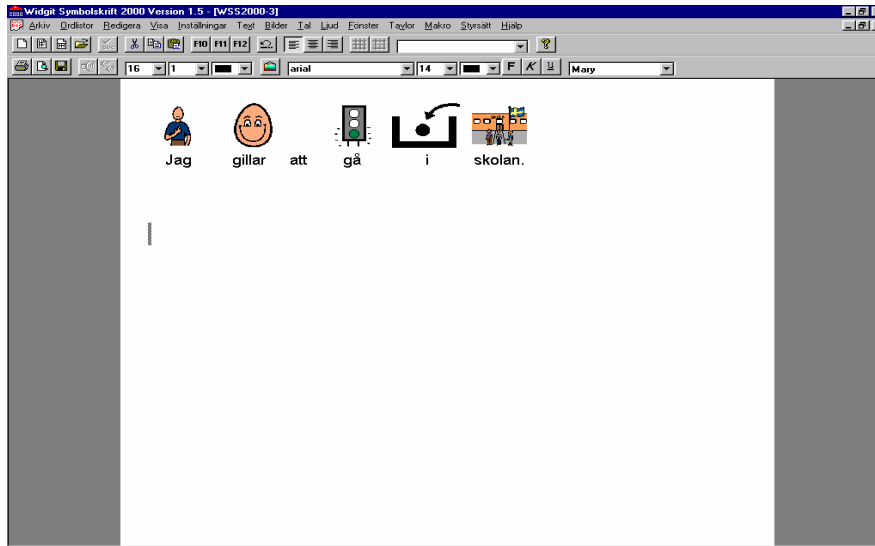 Widgit Symbolskrift 2000 Version 1.5 - [WSS2000-3]
Arkiv Ordlistor Redigera Visa Inställningar Text Bilder Tal Ljud Fönster Taylor Makro Styrsätt Hjälp
F10 F11 F12
16 1 arial 14 F K U Mary
Jag gillar att gå i skolan.